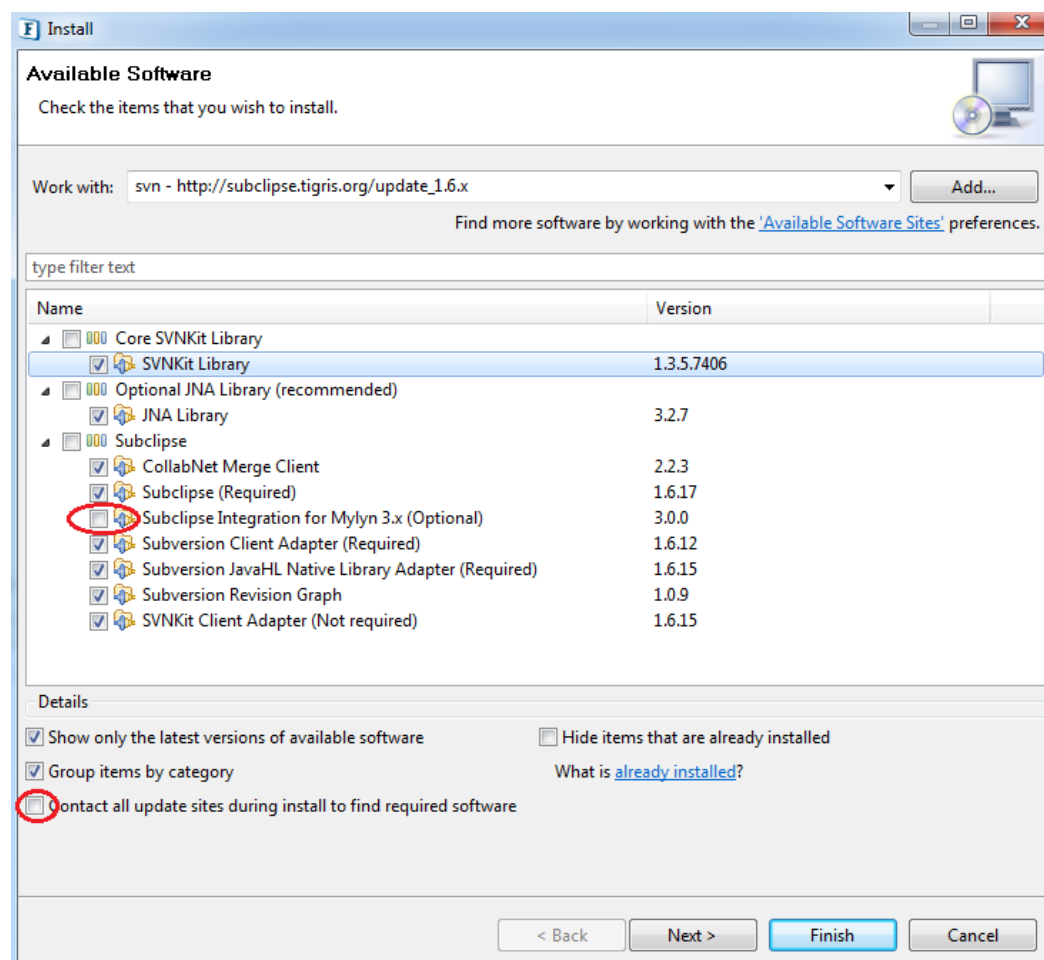 Install
Available Software
Check the items that you wish to install.
Work with: svn - http://subclipse.tigris.org/update_1.6.x Add...
Find more software by working with the 'Available Software Sites' preferences.
type filter text
Name Version
Core SVNKit Library
SVNKit Library 1.3.5.7406
Optional JNA Library (recommended)
JNA Library 3.2.7
Subclipse
CollabNet Merge Client 2.2.3
Subclipse (Required) 1.6.17
Subclipse Integration for Mylyn 3.x (Optional) 3.0.0
Subversion Client Adapter (Required) 1.6.12
Subversion JavaHL Native Library Adapter (Required) 1.6.15
Subversion Revision Graph 1.0.9
SVNKit Client Adapter (Not required) 1.6.15
Details
Show only the latest versions of available software Hide items that are already installed
Group items by category What is already installed?
Contact all update sites during install to find required software
< Back Next > Finish Cancel